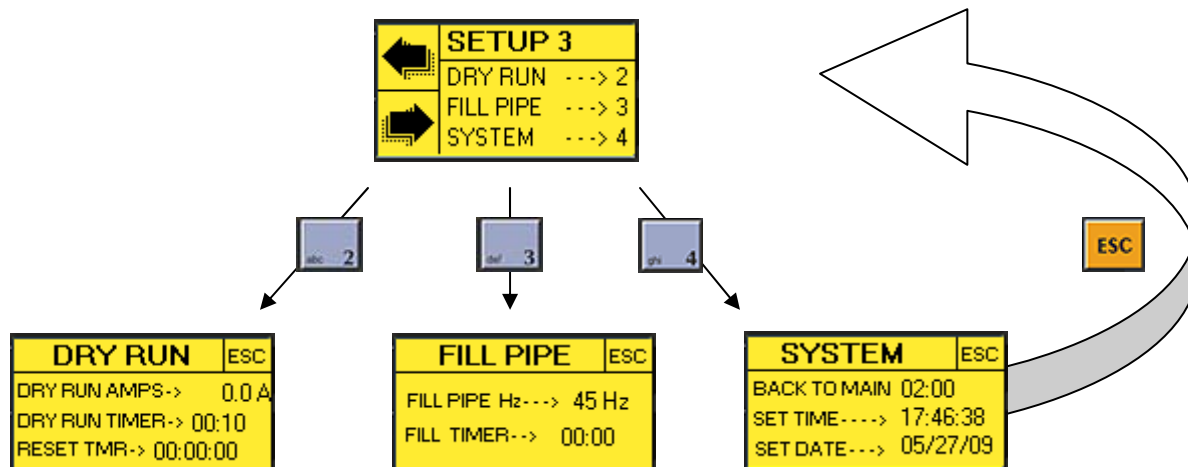 SETUP 3
DRY RUN ---> 2
FILL PIPE ---> 3
SYSTEM ---> 4
abc 2
def 3
ghi 4
ESC
DRY RUN ESC
DRY RUN AMPS-> 0.0 A
DRY RUN TIMER-> 00:10
RESET TMR-> 00:00:00
FILL PIPE ESC
FILL PIPE Hz---> 45 Hz
FILL TIMER--> 00:00
SYSTEM ESC
BACK TO MAIN 02:00
SET TIME----> 17:46:38
SET DATE---> 05/27/09